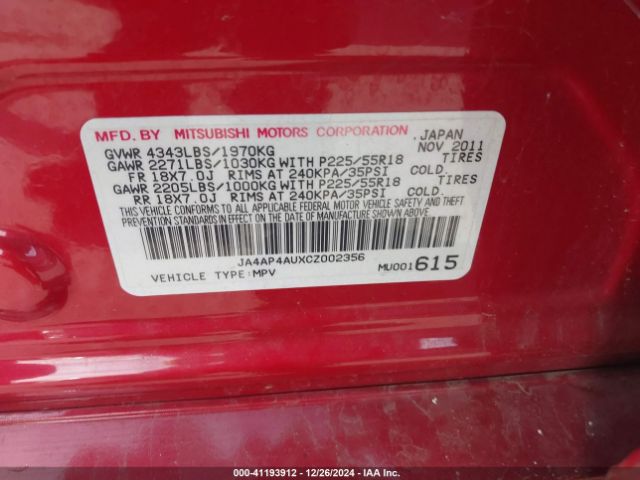 MFD. BY MITSUBISHI MOTORS CORPORATION JAPAN
GVWR 4343LBS/1970KG NOV 2011
GAWR 2271LBS/1030KG WITH P225/55R18 TIRES
FR 18X7.0J RIMS AT 240KPA/35PSI COLD.
GAWR 2205LBS/1000KG WITH P225/55R18 TIRES
RR 18X7.0J RIMS AT 240KPA/35PSI COLD.
THIS VEHICLE CONFORMS TO ALL APPLICABLE FEDERAL MOTOR VEHICLE SAFETY AND THEFT
PREVENTION STANDARDS IN EFFECT ON THE DATE OF MANUFACTURE SHOWN ABOVE.
JA4AP4AUXCZ002356
VEHICLE TYPE:MPV MU001615
000-41193912 - 12/26/2024 - IAA Inc.